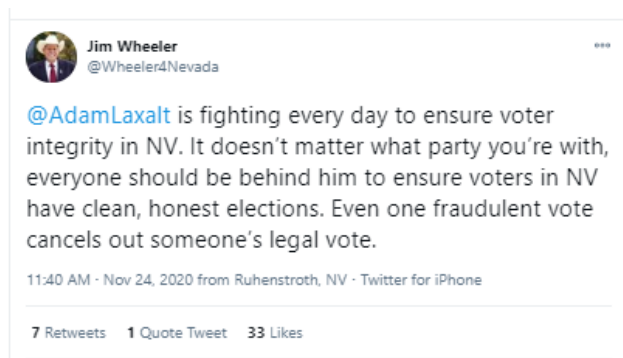 Jim Wheeler
@Wheeler4Nevada
@AdamLaxalt is fighting every day to ensure voter
integrity in NV. It doesn't matter what party you're with,
everyone should be behind him to ensure voters in NV
have clean, honest elections. Even one fraudulent vote
cancels out someone's legal vote.
11:40 AM · Nov 24, 2020 from Ruhenstroth, NV · Twitter for iPhone
7 Retweets 1 Quote Tweet 33 Likes